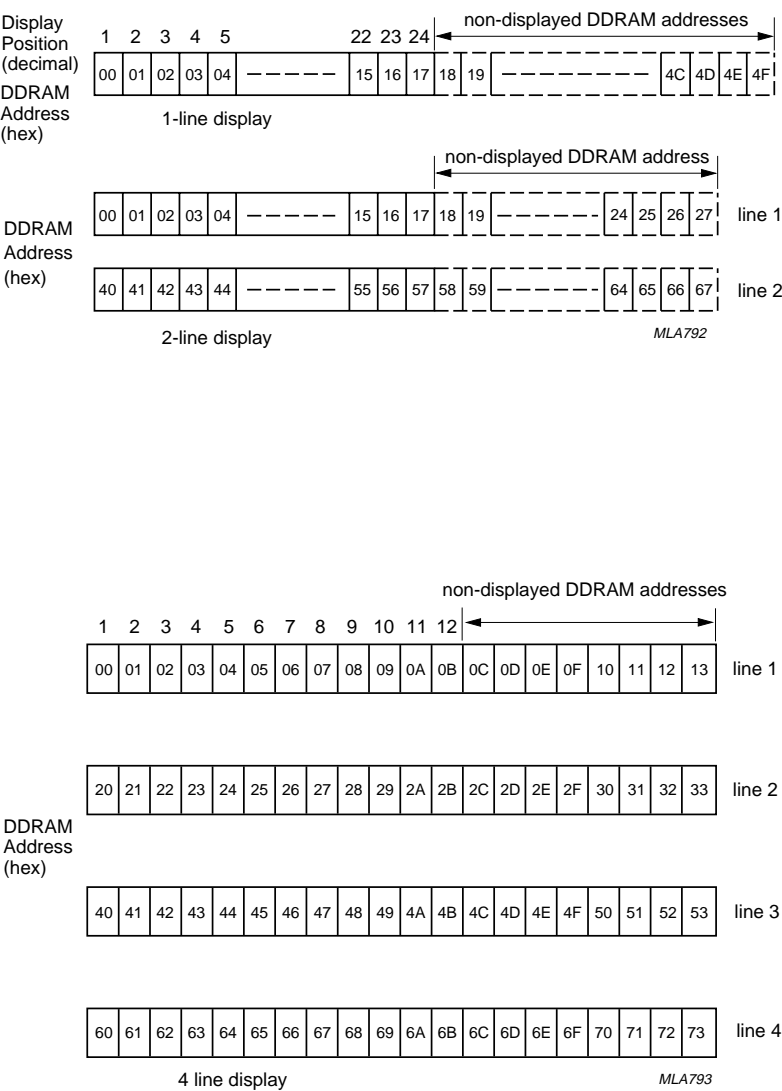 Display
Position
(decimal)
non-displayed DDRAM addresses
1 2 3 4 5 22 23 24
00 01 02 03 04 15 16 17 18 19 4C 4D 4E 4F
DDRAM
Address
(hex)
1-line display
non-displayed DDRAM address
00 01 02 03 04 15 16 17 18 19 24 25 26 27 line 1
DDRAM
Address
(hex)
40 41 42 43 44 55 56 57 58 59 64 65 66 67 line 2
2-line display
MLA792
non-displayed DDRAM addresses
1 2 3 4 5 6 7 8 9 10 11 12
00 01 02 03 04 05 06 07 08 09 0A 0B 0C 0D 0E 0F 10 11 12 13 line 1
20 21 22 23 24 25 26 27 28 29 2A 2B 2C 2D 2E 2F 30 31 32 33 line 2
DDRAM
Address
(hex)
40 41 42 43 44 45 46 47 48 49 4A 4B 4C 4D 4E 4F 50 51 52 53 line 3
60 61 62 63 64 65 66 67 68 69 6A 6B 6C 6D 6E 6F 70 71 72 73 line 4
4 line display
MLA793